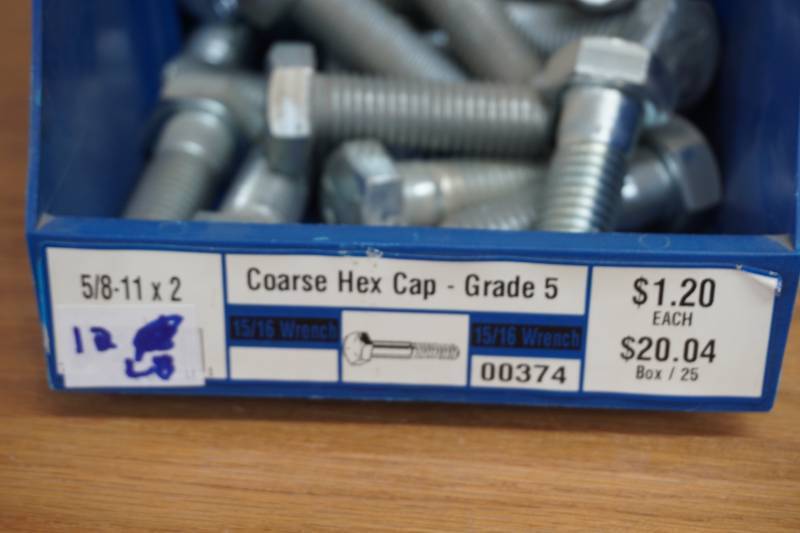 5/8-11 x 2
Coarse Hex Cap - Grade 5
$1.20
EACH
15/16 Wrench
15/16 Wrench
$20.04
Box / 25
12
00374